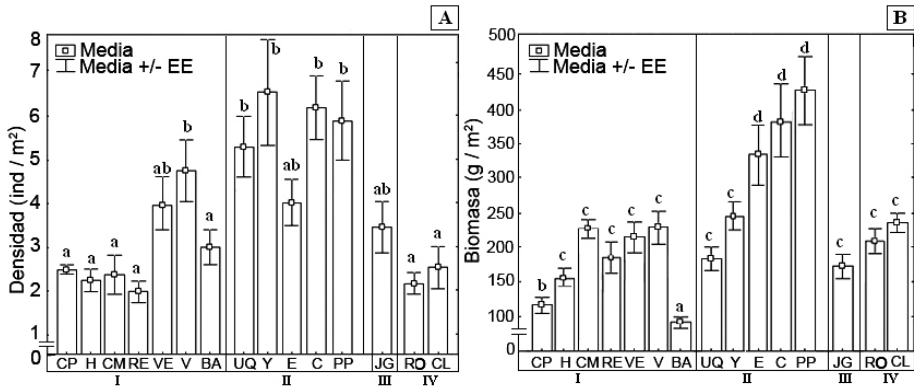 A
Densidad (ind / m²)
8
7
6
5
4
3
2
1
0
Media
Media +/- EE
a a a a ab b a b b ab b b ab a a
CP H CM RE VE V BA UQ Y E C PP JG RO CL
I II III IV
B
Biomasa (g / m²)
500
450
400
350
300
250
200
150
100
0
Media
Media +/- EE
b c c c c c a c c d d d c c c
CP H CM RE VE V BA UQ Y E C PP JG RO CL
I II III IV